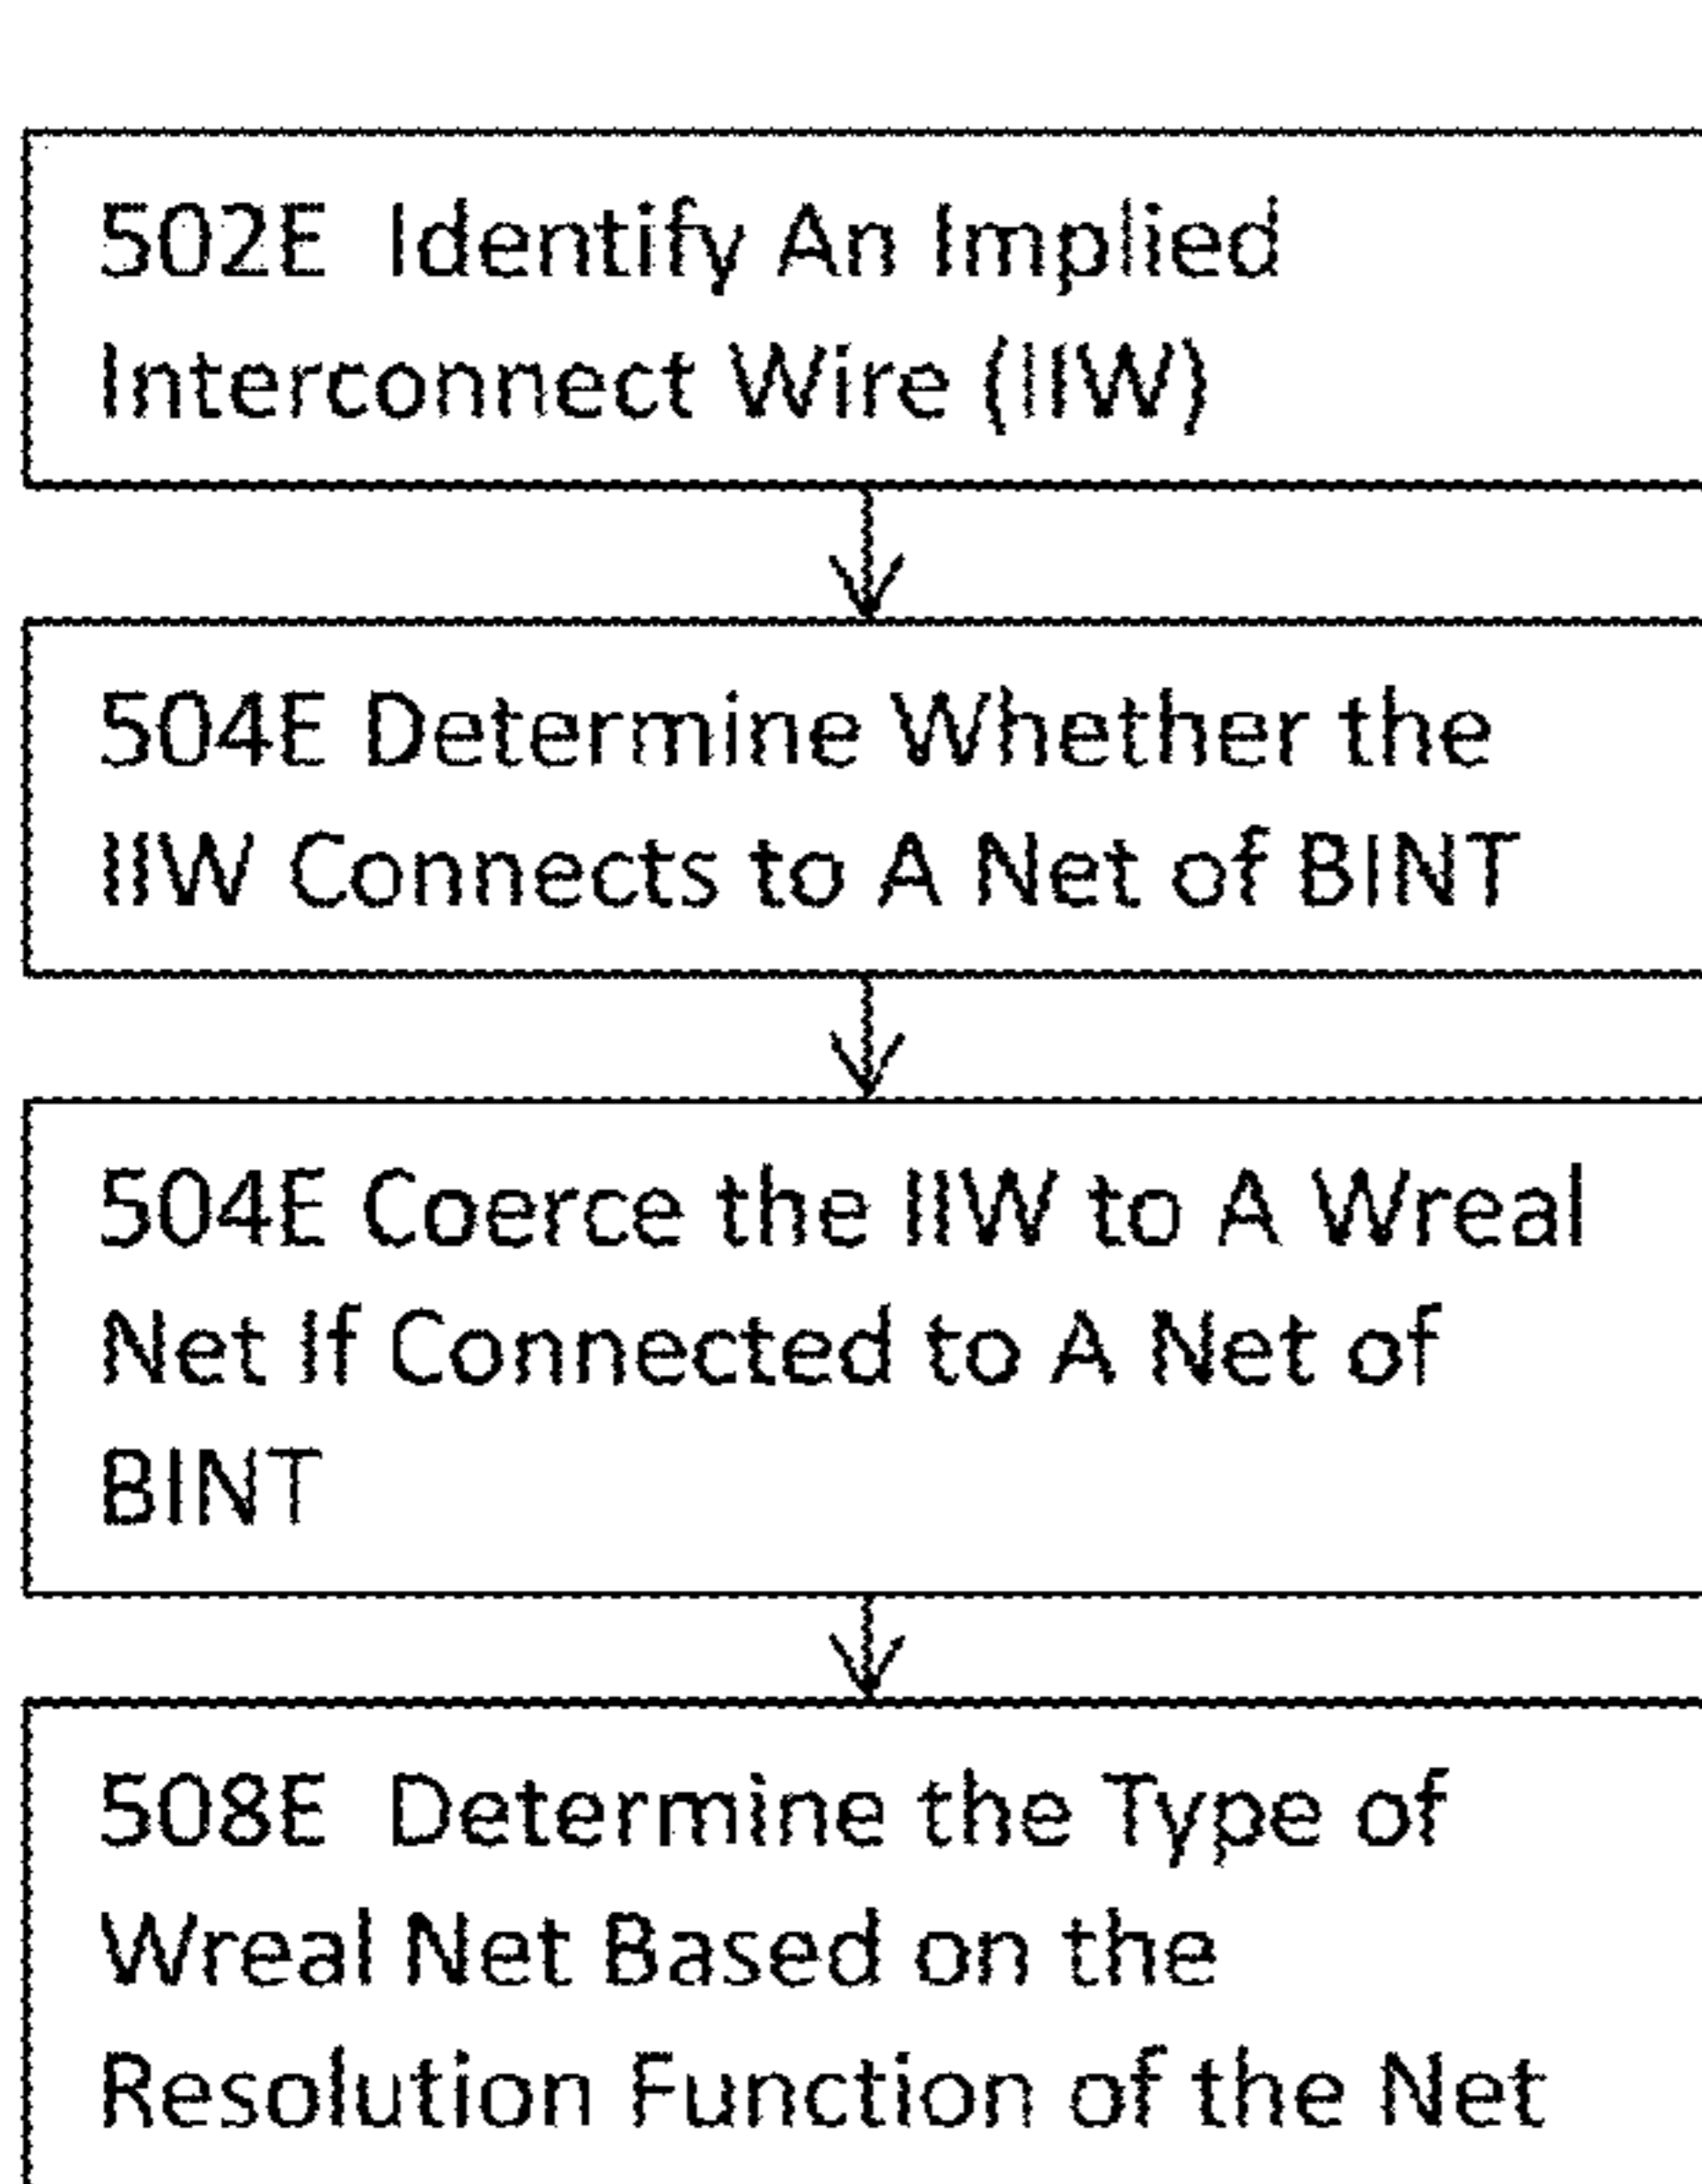 502E Identify An Implied
Interconnect Wire (IIW)
504E Determine Whether the
IIW Connects to A Net of BINT
504E Coerce the IIW to A Wreal
Net If Connected to A Net of
BINT
508E Determine the Type of
Wreal Net Based on the
Resolution Function of the Net